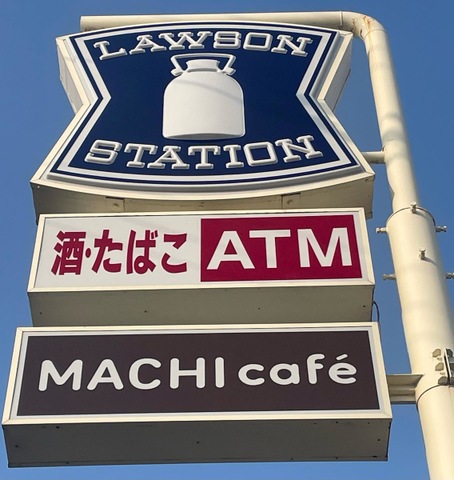 LAWSON
STATION
酒・たばこ ATM
MACHI café